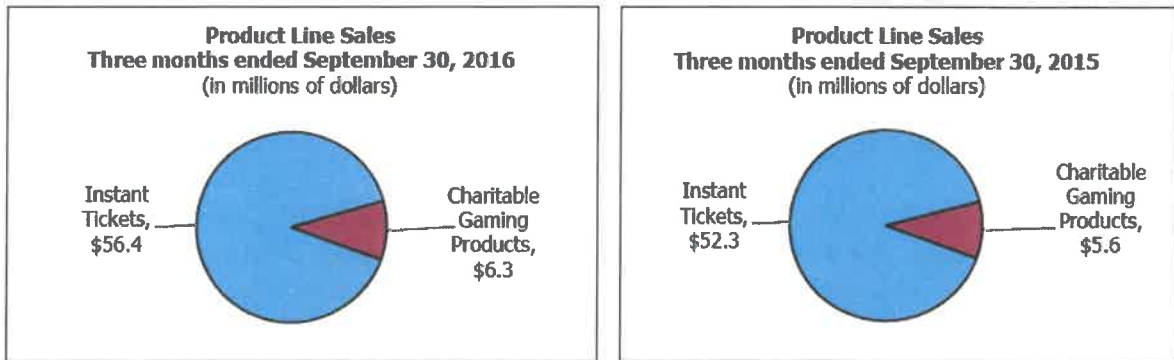 Product Line Sales
Three months ended September 30, 2016
(in millions of dollars)
Instant
Tickets,
$56.4
Charitable
Gaming
Products,
$6.3
Product Line Sales
Three months ended September 30, 2015
(in millions of dollars)
Instant
Tickets,
$52.3
Charitable
Gaming
Products,
$5.6